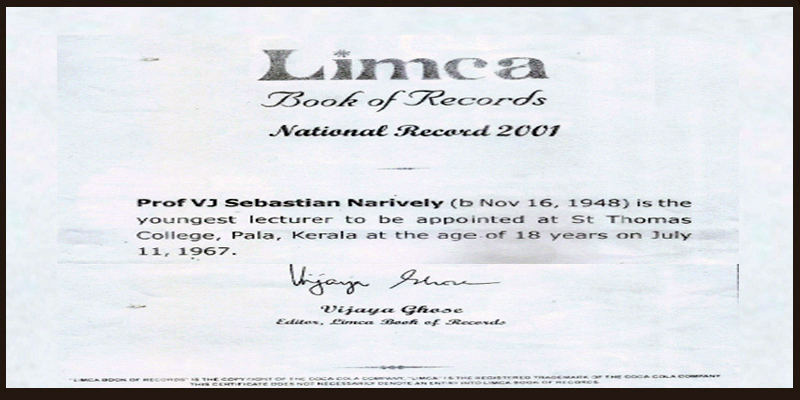 Limca
Book of Records
National Record 2001
Prof VJ Sebastian Narively (b Nov 16, 1948) is the
youngest lecturer to be appointed at St Thomas
College, Pala, Kerala at the age of 18 years on July
11, 1967.
Vijaya Ghose
Vijaya Ghose
Editor, Limca Book of Records
"LIMCA BOOK OF RECORDS" IS THE COPYRIGHT OF THE COCA COLA COMPANY. "LIMCA" IS THE REGISTERED TRADEMARK OF THE COCA COLA COMPANY
THIS CERTIFICATE DOES NOT NECESSARILY DENOTE AN ENTRY INTO LIMCA BOOK OF RECORDS.